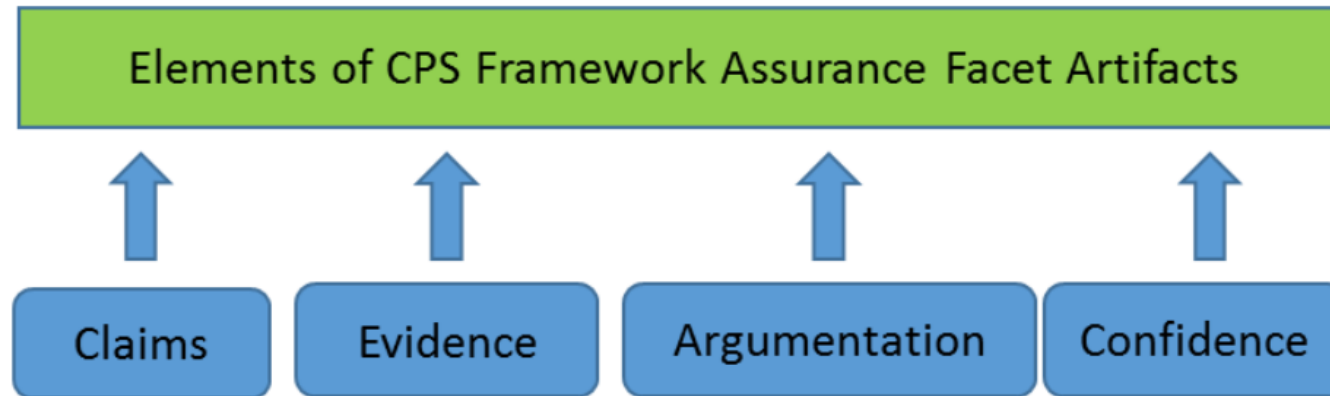 Elements of CPS Framework Assurance Facet Artifacts
Claims
Evidence
Argumentation
Confidence